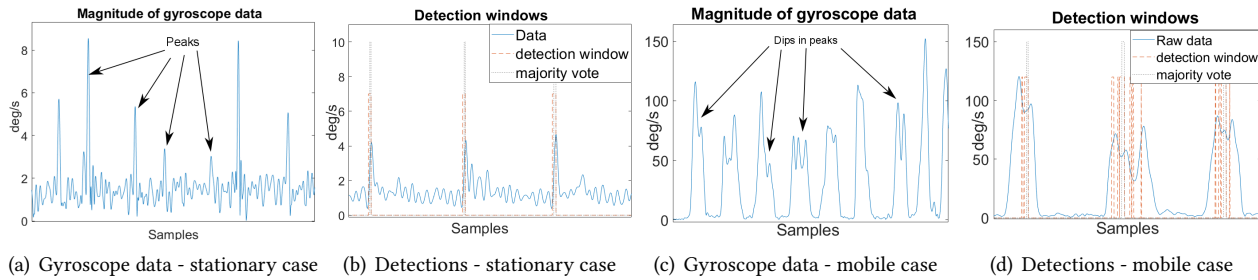 Magnitude of gyroscope data
Peaks
deg/s
8
6
4
2
0
Samples
(a) Gyroscope data - stationary case
Detection windows
Data
detection window
majority vote
deg/s
12
10
8
6
4
2
0
Samples
(b) Detections - stationary case
Magnitude of gyroscope data
Dips in peaks
deg/s
150
100
50
0
Samples
(c) Gyroscope data - mobile case
Detection windows
Raw data
detection window
majority vote
deg/s
150
100
50
0
Samples
(d) Detections - mobile case